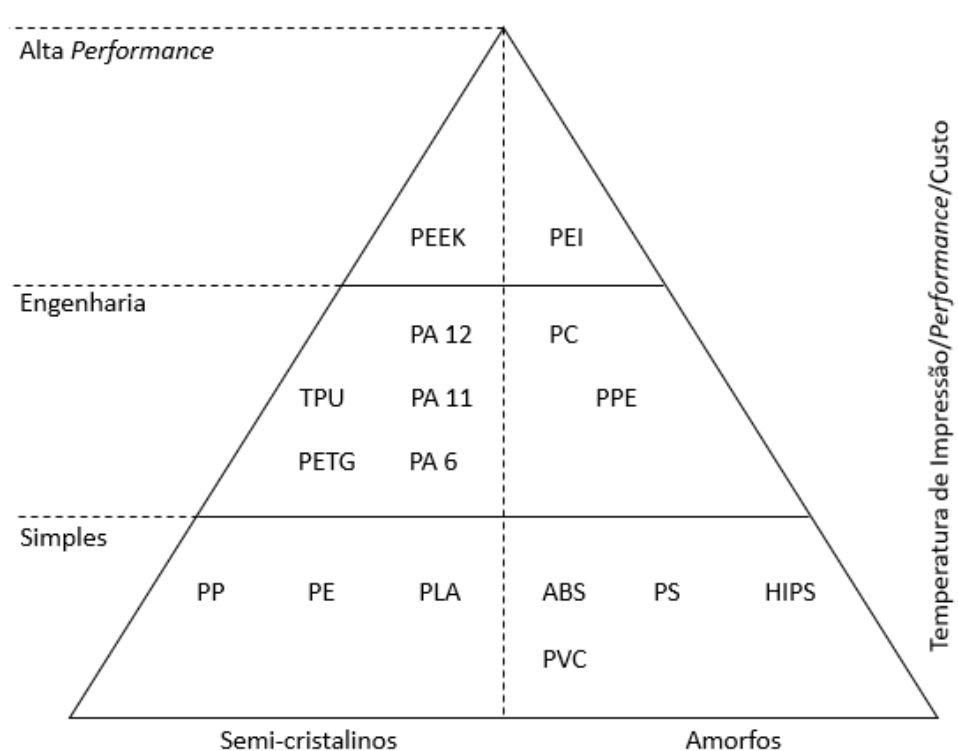 Alta Performance
PEEK PEI
Engenharia
PA 12 PC
TPU PA 11 PPE
PETG PA 6
Simples
PP PE PLA ABS PS HIPS
PVC
Semi-cristalinos Amorfos
Temperatura de Impressão/Performance/Custo